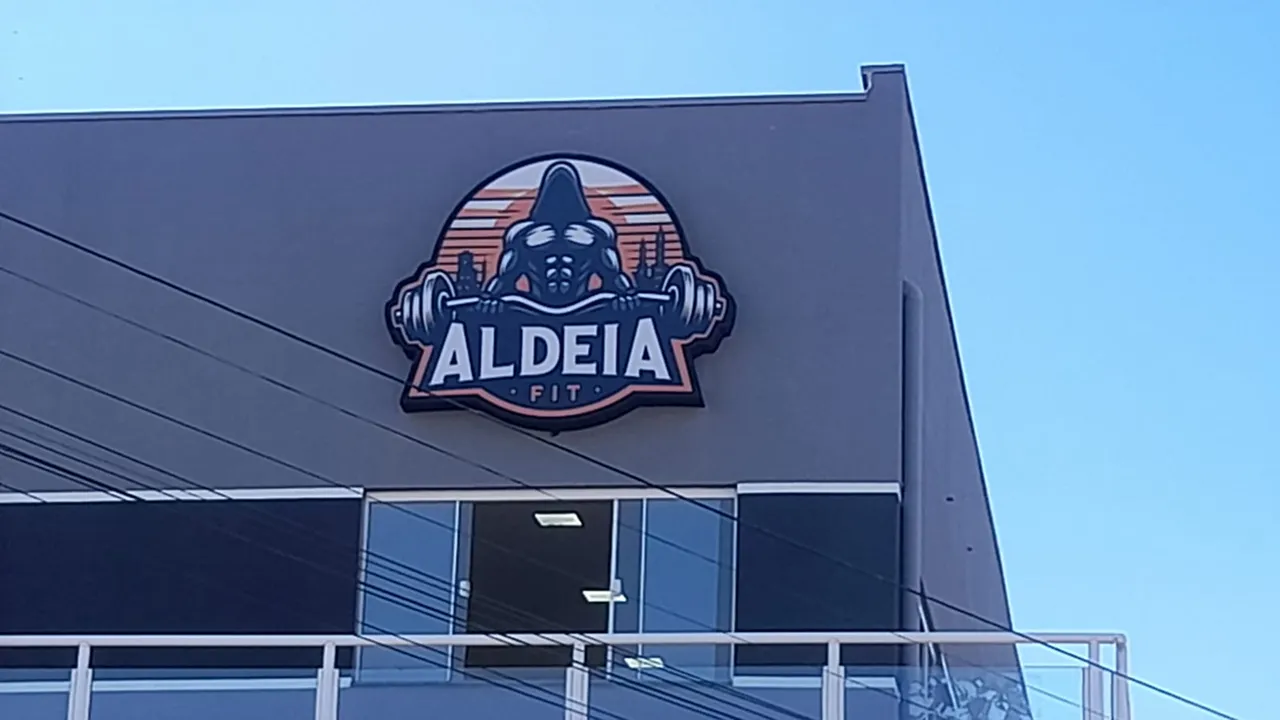 ALDEIA
· FIT ·